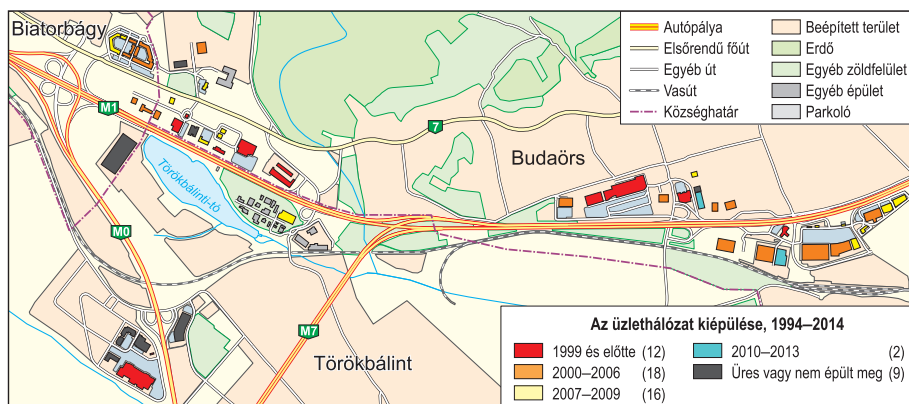 Biatorbágy
M1
Törökbálinti-tó
7
Budaörs
M0
M7
Törökbálint
Autópálya
Elsőrendű főút
Egyéb út
Vasút
Községhatár
Beépített terület
Erdő
Egyéb zöldfelület
Egyéb épület
Parkoló
Az üzlethálózat kiépülése, 1994–2014
1999 és előtte (12)
2000–2006 (18)
2007–2009 (16)
2010–2013 (2)
Üres vagy nem épült meg (9)